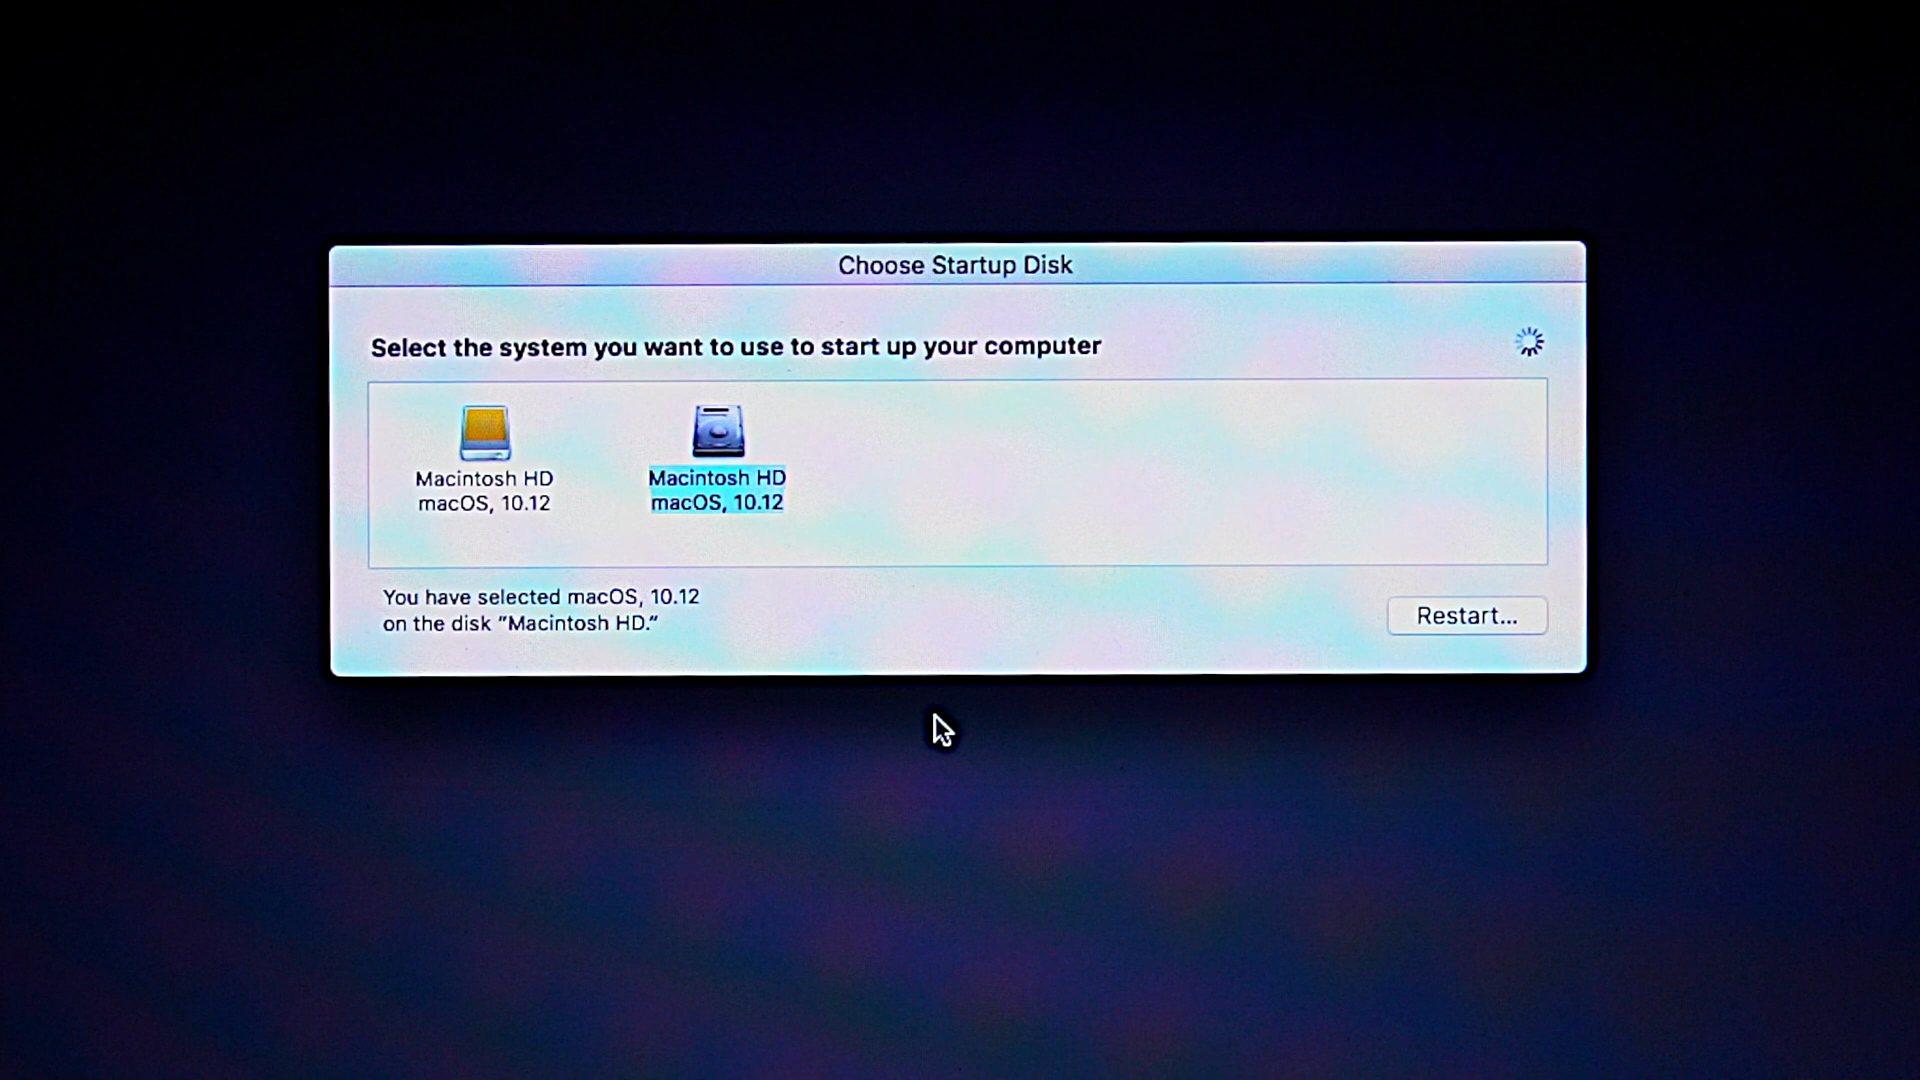 Choose Startup Disk
Select the system you want to use to start up your computer
Macintosh HD
macOS, 10.12
Macintosh HD
macOS, 10.12
You have selected macOS, 10.12
on the disk “Macintosh HD.“
Restart...